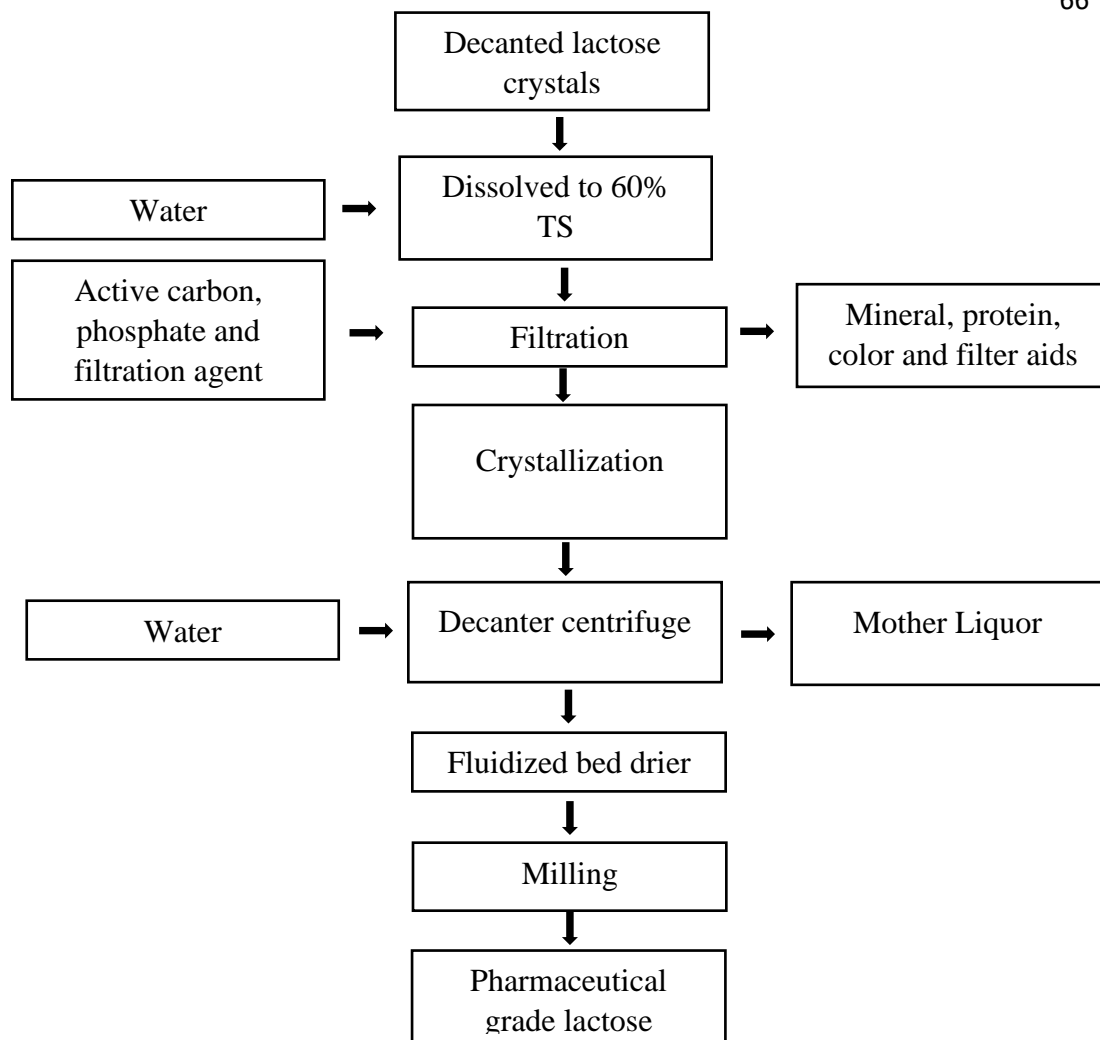 66
Decanted lactose
crystals
Water
Dissolved to 60%
TS
Active carbon,
phosphate and
filtration agent
Filtration
Mineral, protein,
color and filter aids
Crystallization
Water
Decanter centrifuge
Mother Liquor
Fluidized bed drier
Milling
Pharmaceutical
grade lactose